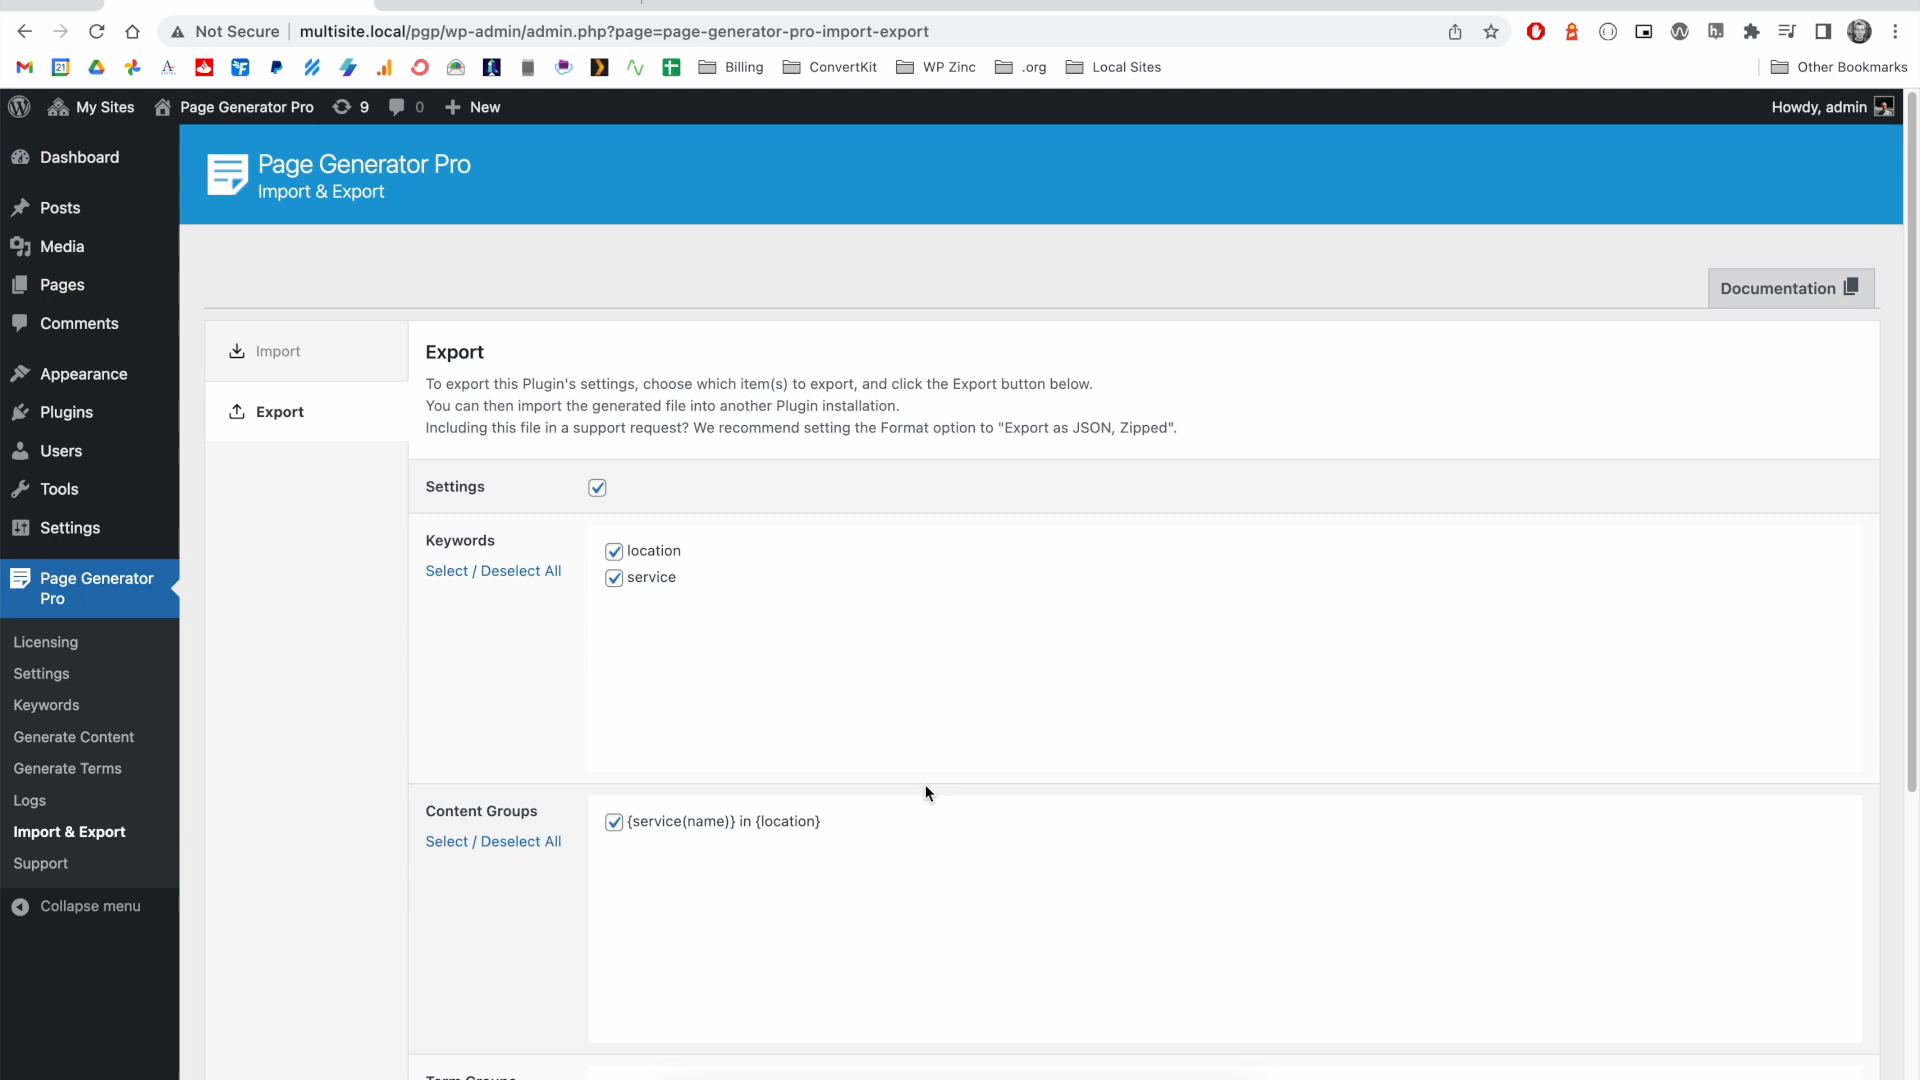 Not Secure
multisite.local/pgp/wp-admin/admin.php?page=page-generator-pro-import-export
21
Billing
ConvertKit
WP Zinc
.org
Local Sites
Other Bookmarks
My Sites
Page Generator Pro
9
0
New
Howdy, admin
Dashboard
Posts
Media
Pages
Comments
Appearance
Plugins
Users
Tools
Settings
Page Generator
Pro
Licensing
Settings
Keywords
Generate Content
Generate Terms
Logs
Import & Export
Support
Collapse menu
Page Generator Pro
Import & Export
Documentation
Import
Export
Export
To export this Plugin's settings, choose which item(s) to export, and click the Export button below.
You can then import the generated file into another Plugin installation.
Including this file in a support request? We recommend setting the Format option to "Export as JSON, Zipped".
Settings
Keywords
Select / Deselect All
location
service
Content Groups
Select / Deselect All
{service(name)} in {location}